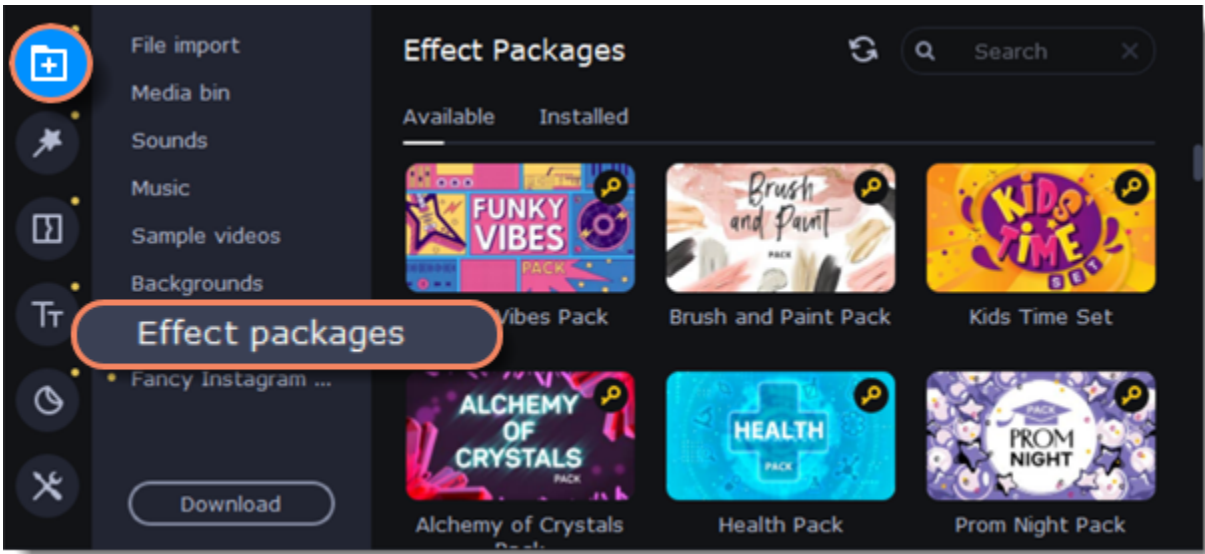 File import
Media bin
Sounds
Music
Sample videos
Backgrounds
Effect packages
Fancy Instagram ...
Download
Effect Packages
Search
Available
Installed
FUNKY
VIBES
PACK
Vibes Pack
Brush
and Paint
PACK
Brush and Paint Pack
KIDS
TIME
SET
Kids Time Set
ALCHEMY
OF
CRYSTALS
PACK
Alchemy of Crystals
HEALTH
PACK
Health Pack
PACK
PROM
NIGHT
Prom Night Pack
Tт